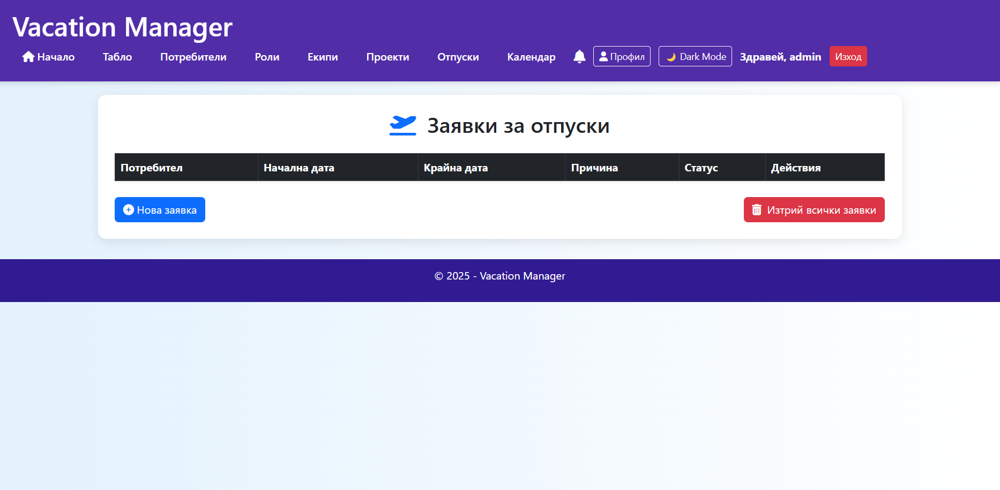 Vacation Manager
Начало Табло Потребители Роли Екипи Проекти Отпуски Календар Профил Dark Mode Здравей, admin Изход
Заявки за отпуски
Потребител Начална дата Крайна дата Причина Статус Действия
Нова заявка Изтрий всички заявки
© 2025 - Vacation Manager